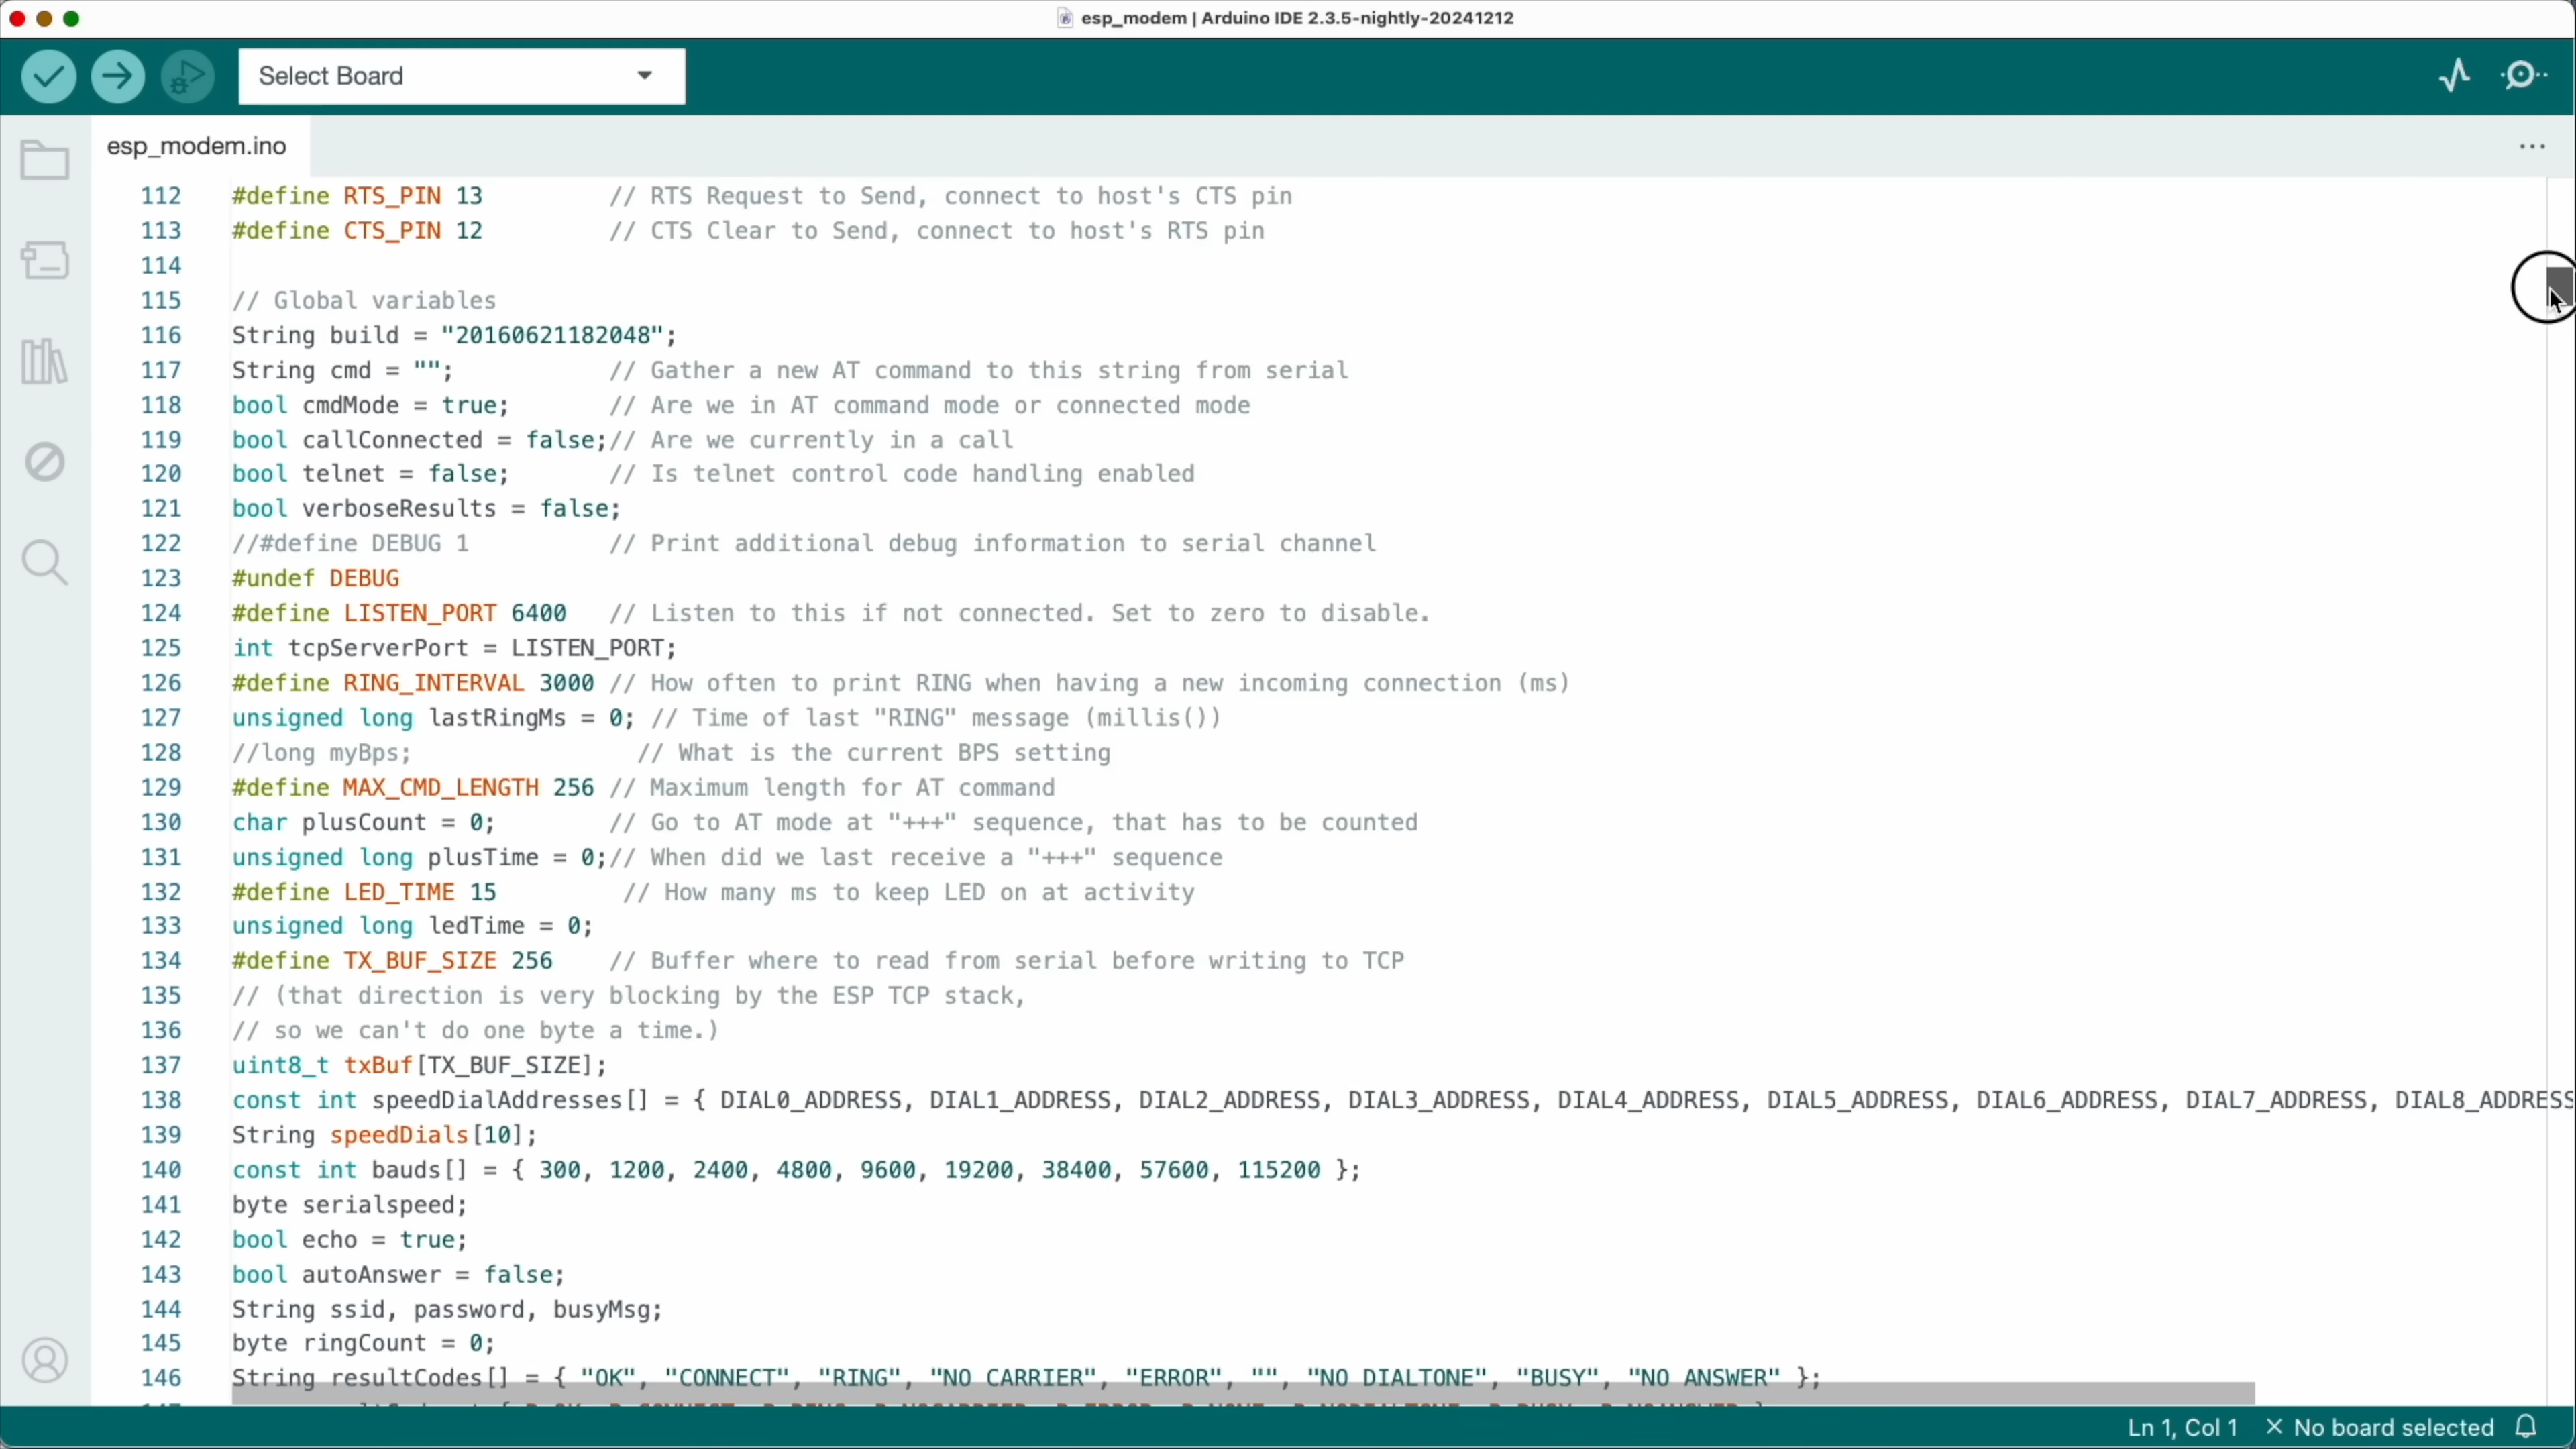 esp_modem | Arduino IDE 2.3.5-nightly-20241212
Select Board
esp_modem.ino
112 #define RTS_PIN 13 // RTS Request to Send, connect to host's CTS pin
113 #define CTS_PIN 12 // CTS Clear to Send, connect to host's RTS pin
114
115 // Global variables
116 String build = "20160621182048";
117 String cmd = ""; // Gather a new AT command to this string from serial
118 bool cmdMode = true; // Are we in AT command mode or connected mode
119 bool callConnected = false;// Are we currently in a call
120 bool telnet = false; // Is telnet control code handling enabled
121 bool verboseResults = false;
122 //#define DEBUG 1 // Print additional debug information to serial channel
123 #undef DEBUG
124 #define LISTEN_PORT 6400 // Listen to this if not connected. Set to zero to disable.
125 int tcpServerPort = LISTEN_PORT;
126 #define RING_INTERVAL 3000 // How often to print RING when having a new incoming connection (ms)
127 unsigned long lastRingMs = 0; // Time of last "RING" message (millis())
128 //long myBps; // What is the current BPS setting
129 #define MAX_CMD_LENGTH 256 // Maximum length for AT command
130 char plusCount = 0; // Go to AT mode at "+++" sequence, that has to be counted
131 unsigned long plusTime = 0;// When did we last receive a "+++" sequence
132 #define LED_TIME 15 // How many ms to keep LED on at activity
133 unsigned long ledTime = 0;
134 #define TX_BUF_SIZE 256 // Buffer where to read from serial before writing to TCP
135 // (that direction is very blocking by the ESP TCP stack,
136 // so we can't do one byte a time.)
137 uint8_t txBuf[TX_BUF_SIZE];
138 const int speedDialAddresses[] = { DIAL0_ADDRESS, DIAL1_ADDRESS, DIAL2_ADDRESS, DIAL3_ADDRESS, DIAL4_ADDRESS, DIAL5_ADDRESS, DIAL6_ADDRESS, DIAL7_ADDRESS, DIAL8_ADDRESS
139 String speedDials[10];
140 const int bauds[] = { 300, 1200, 2400, 4800, 9600, 19200, 38400, 57600, 115200 };
141 byte serialspeed;
142 bool echo = true;
143 bool autoAnswer = false;
144 String ssid, password, busyMsg;
145 byte ringCount = 0;
146 String resultCodes[] = { "OK", "CONNECT", "RING", "NO CARRIER", "ERROR", "", "NO DIALTONE", "BUSY", "NO ANSWER" };
Ln 1, Col 1 No board selected